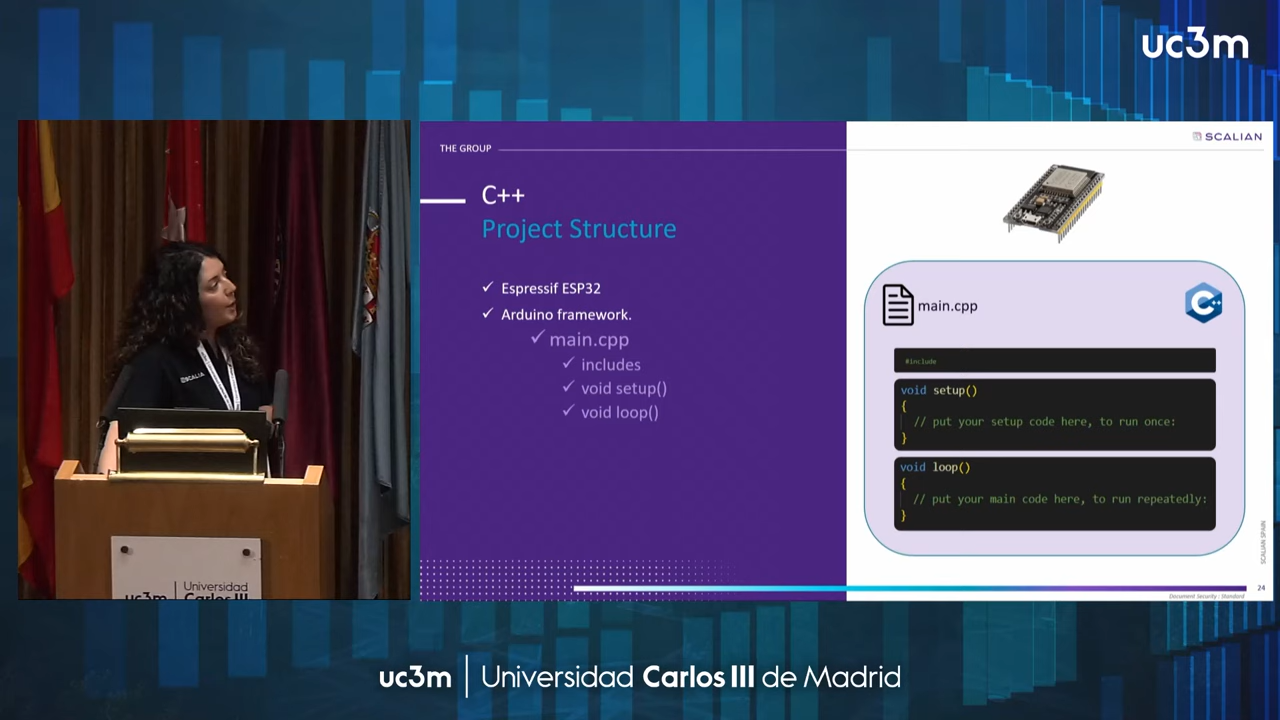 uc3m
THE GROUP
SCALIAN
C++
Project Structure
Espressif ESP32
Arduino framework.
main.cpp
includes
void setup()
void loop()
main.cpp
C++
#include
void setup()
{
// put your setup code here, to run once:
}
void loop()
{
// put your main code here, to run repeatedly:
}
SCALIAN SPAIN
24
Document Security : Standard
SCALIAN
uc3m | Universidad
Carlos III
uc3m | Universidad Carlos III de Madrid